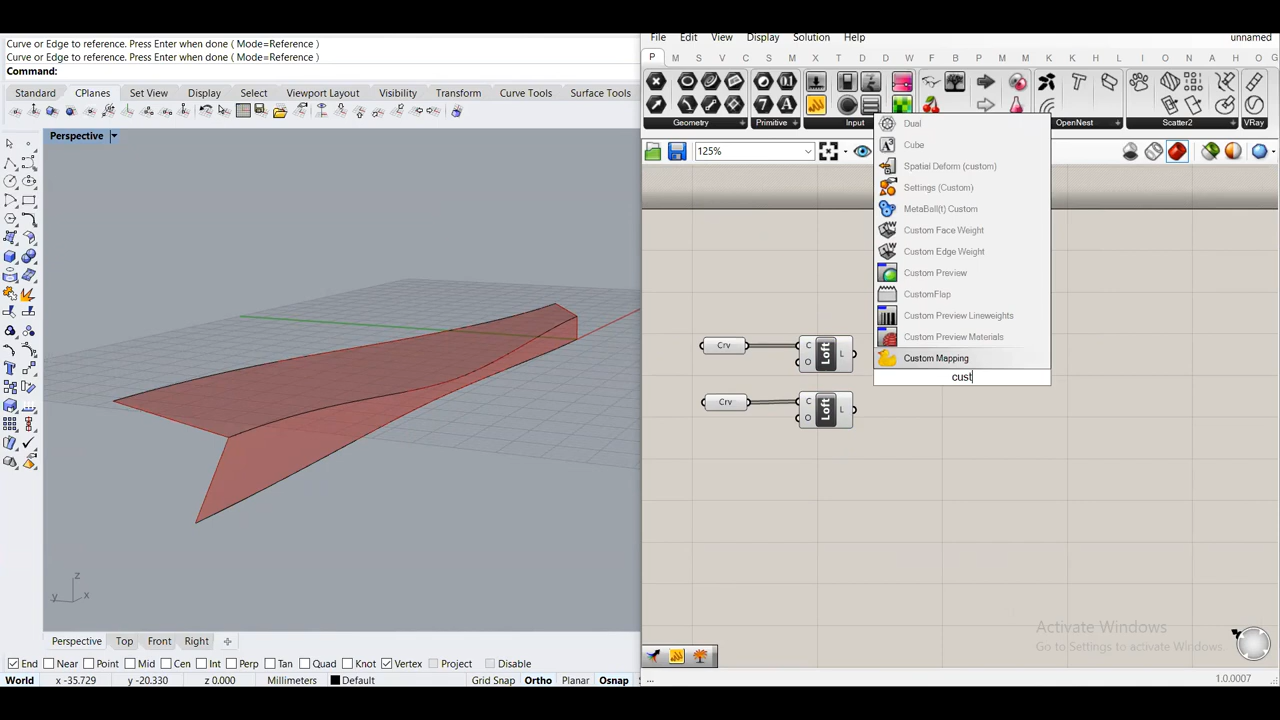 Curve or Edge to reference. Press Enter when done ( Mode=Reference )
Curve or Edge to reference. Press Enter when done ( Mode=Reference )
Command:
Standard CPlanes Set View Display Select Viewport Layout Visibility Transform Curve Tools Surface Tools
Perspective
Perspective Top Front Right
End Near Point Mid Cen Int Perp Tan Quad Knot Vertex Project Disable
World x -35.729 y -20.330 z 0.000 Millimeters Default Grid Snap Ortho Planar Osnap
z
y x
File Edit View Display Solution Help unnamed
P M S V C S M D D W F B P M K K L I O S O G
Geometry Primitive Input OpenNest Scatter2 VRay
125%
Dual
Cube
Spatial Deform (custom)
Settings (Custom)
MetaBall(t) Custom
Custom Face Weight
Custom Edge Weight
Custom Preview
CustomFlap
Custom Preview Lineweights
Custom Preview Materials
Custom Mapping
cust
Crv C O Loft L
Crv C O Loft L
Activate Windows
Go to Settings to activate Windows.
...
1.0.0007